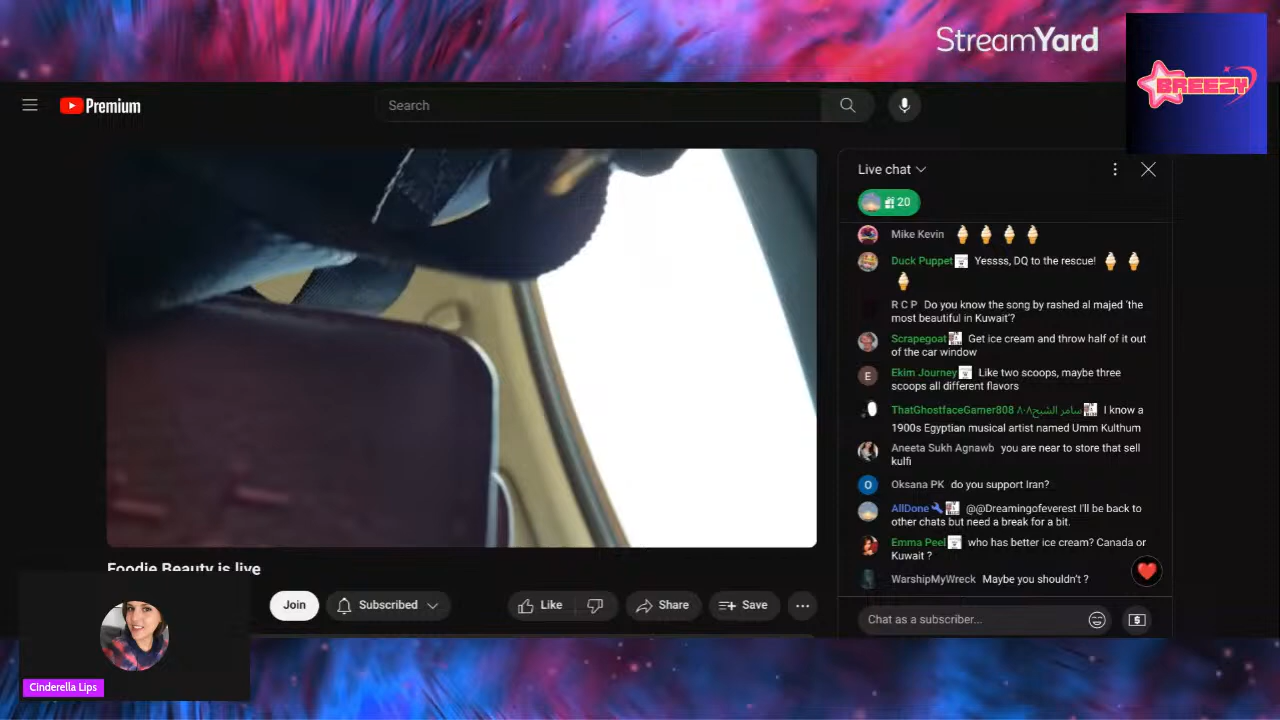 StreamYard
BREEZY
Premium
Search
Live chat
20
Mike Kevin
Duck Puppet Yessss, DQ to the rescue!
R C P Do you know the song by rashed al majed 'the
most beautiful in Kuwait'?
Scrapegoat Get ice cream and throw half of it out
of the car window
E
Ekim Journey Like two scoops, maybe three
scoops all different flavors
ThatGhostfaceGamer808 سامر الشبح٨٠٨ I know a
1900s Egyptian musical artist named Umm Kulthum
Aneeta Sukh Agnawb you are near to store that sell
kulfi
O
Oksana PK do you support Iran?
AllDone @@Dreamingofeverest I'll be back to
other chats but need a break for a bit.
Emma Peel who has better ice cream? Canada or
Kuwait ?
WarshipMyWreck Maybe you shouldn't ?
Foodie Beauty is live
Join
Subscribed
Like
Share
Save
Chat as a subscriber...
Cinderella Lips